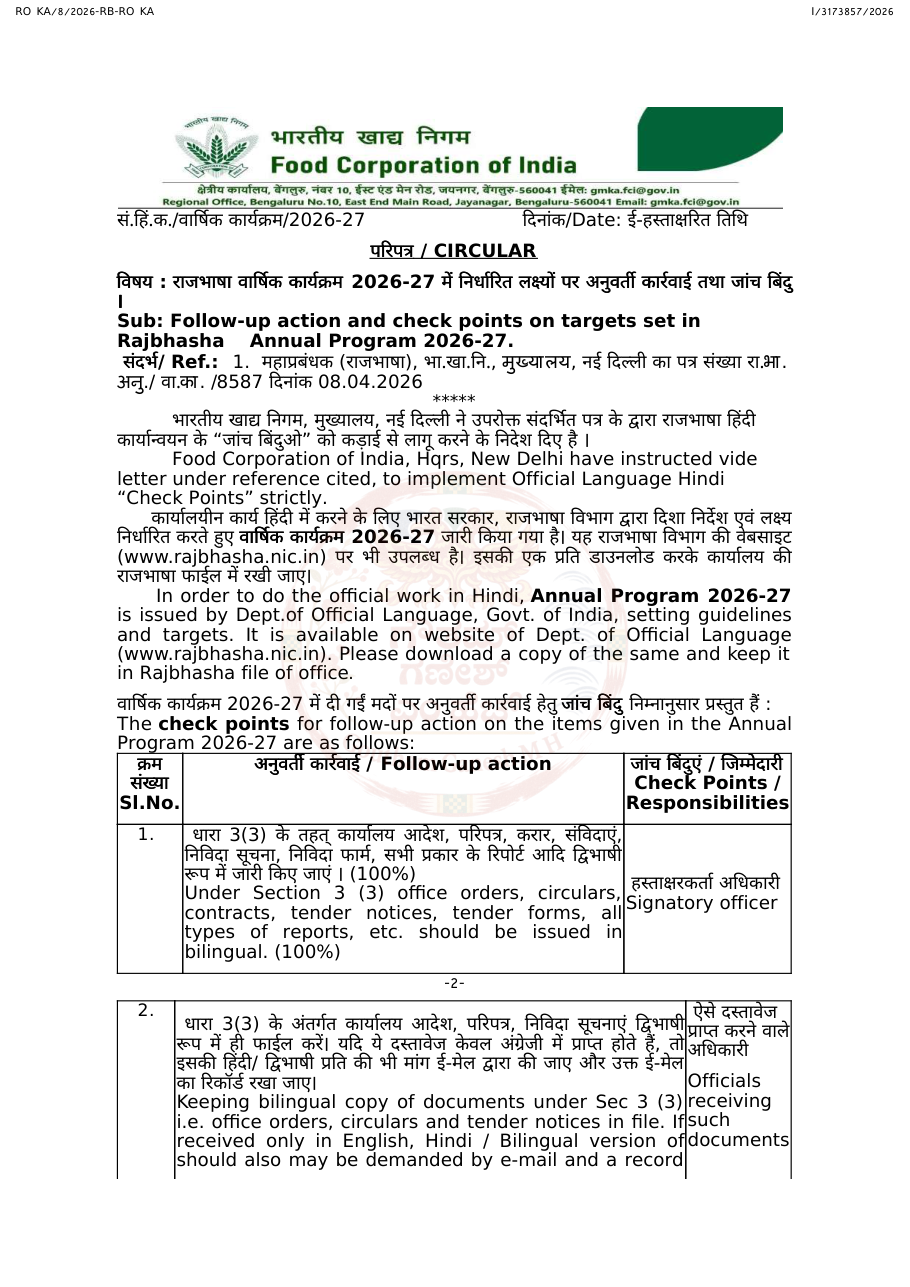 RO KA/8/2026-RB-RO KA
I/3173857/2026
भारतीय खाद्य निगम
Food Corporation of India
क्षेत्रीय कार्यालय, बेंगलुरु, नंबर 10, ईस्ट एंड मेन रोड, जयनगर, बेंगलुरु-560041 ईमेल: gmka.fci@gov.in
Regional Office, Bengaluru No.10, East End Main Road, Jayanagar, Bengaluru-560041 Email: gmka.fci@gov.in
सं.हिं.क./वार्षिक कार्यक्रम/2026-27 दिनांक/Date: ई-हस्ताक्षरित तिथि
परिपत्र / CIRCULAR
विषय : राजभाषा वार्षिक कार्यक्रम 2026-27 में निर्धारित लक्ष्यों पर अनुवर्ती कार्रवाई तथा जांच बिंदु
।
Sub: Follow-up action and check points on targets set in
Rajbhasha Annual Program 2026-27.
संदर्भ/ Ref.: 1. महाप्रबंधक (राजभाषा), भा.खा.नि., मुख्यालय, नई दिल्ली का पत्र संख्या रा.भा.
अनु./ वा.का. /8587 दिनांक 08.04.2026
*****
भारतीय खाद्य निगम, मुख्यालय, नई दिल्ली ने उपरोक्त संदर्भित पत्र के द्वारा राजभाषा हिंदी
कार्यान्वयन के “जांच बिंदुओ” को कड़ाई से लागू करने के निदेश दिए है ।
Food Corporation of India, Hqrs, New Delhi have instructed vide
letter under reference cited, to implement Official Language Hindi
“Check Points” strictly.
कार्यालयीन कार्य हिंदी में करने के लिए भारत सरकार, राजभाषा विभाग द्वारा दिशा निर्देश एवं लक्ष्य
निर्धारित करते हुए वार्षिक कार्यक्रम 2026-27 जारी किया गया है। यह राजभाषा विभाग की वेबसाइट
(www.rajbhasha.nic.in) पर भी उपलब्ध है। इसकी एक प्रति डाउनलोड करके कार्यालय की
राजभाषा फाईल में रखी जाए।
In order to do the official work in Hindi, Annual Program 2026-27
is issued by Dept.of Official Language, Govt. of India, setting guidelines
and targets. It is available on website of Dept. of Official Language
(www.rajbhasha.nic.in). Please download a copy of the same and keep it
in Rajbhasha file of office.
वार्षिक कार्यक्रम 2026-27 में दी गईं मदों पर अनुवर्ती कार्रवाई हेतु जांच बिंदु निम्नानुसार प्रस्तुत हैं :
The check points for follow-up action on the items given in the Annual
Program 2026-27 are as follows:
क्रम
संख्या
Sl.No.
अनुवर्ती कार्रवाई / Follow-up action
जांच बिंदुएं / जिम्मेदारी
Check Points /
Responsibilities
1.
धारा 3(3) के तहत् कार्यालय आदेश, परिपत्र, करार, संविदाएं,
निविदा सूचना, निविदा फार्म, सभी प्रकार के रिपोर्ट आदि द्विभाषी
रूप में जारी किए जाएं । (100%)
Under Section 3 (3) office orders, circulars,
contracts, tender notices, tender forms, all
types of reports, etc. should be issued in
bilingual. (100%)
हस्ताक्षरकर्ता अधिकारी
Signatory officer
-2-
2.
धारा 3(3) के अंतर्गत कार्यालय आदेश, परिपत्र, निविदा सूचनाएं द्विभाषी
रूप में ही फाईल करें। यदि ये दस्तावेज केवल अंग्रेजी में प्राप्त होते हैं, तो
इसकी हिंदी/ द्विभाषी प्रति की भी मांग ई-मेल द्वारा की जाए और उक्त ई-मेल
का रिकॉर्ड रखा जाए।
Keeping bilingual copy of documents under Sec 3 (3)
i.e. office orders, circulars and tender notices in file. If
received only in English, Hindi / Bilingual version of
should also may be demanded by e-mail and a record
ऐसे दस्तावेज
प्राप्त करने वाले
अधिकारी
Officials
receiving
such
documents